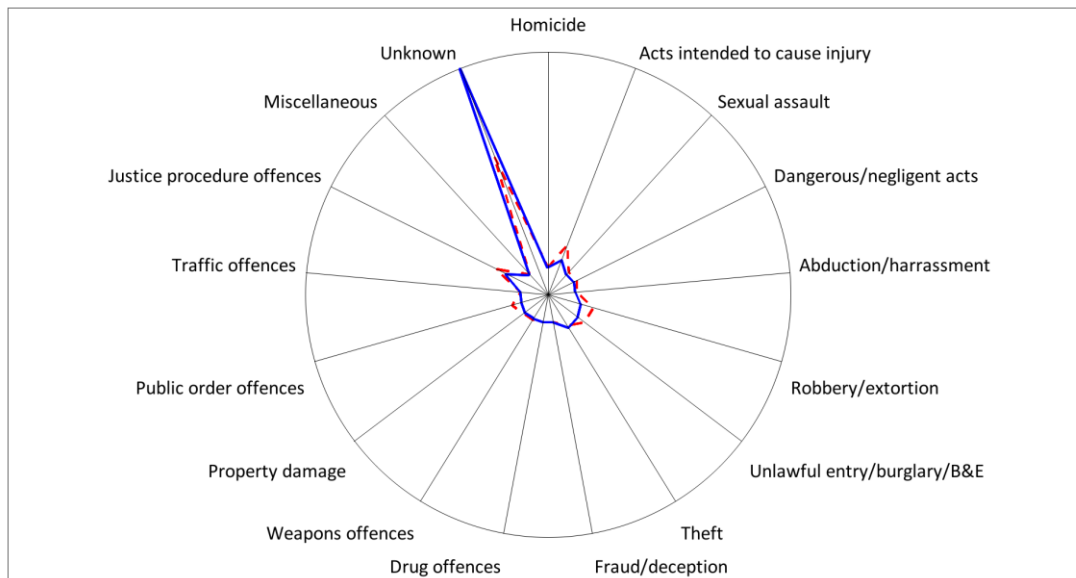 Homicide
Acts intended to cause injury
Sexual assault
Dangerous/negligent acts
Abduction/harrassment
Robbery/extortion
Unlawful entry/burglary/B&E
Theft
Fraud/deception
Drug offences
Weapons offences
Property damage
Public order offences
Traffic offences
Justice procedure offences
Miscellaneous
Unknown